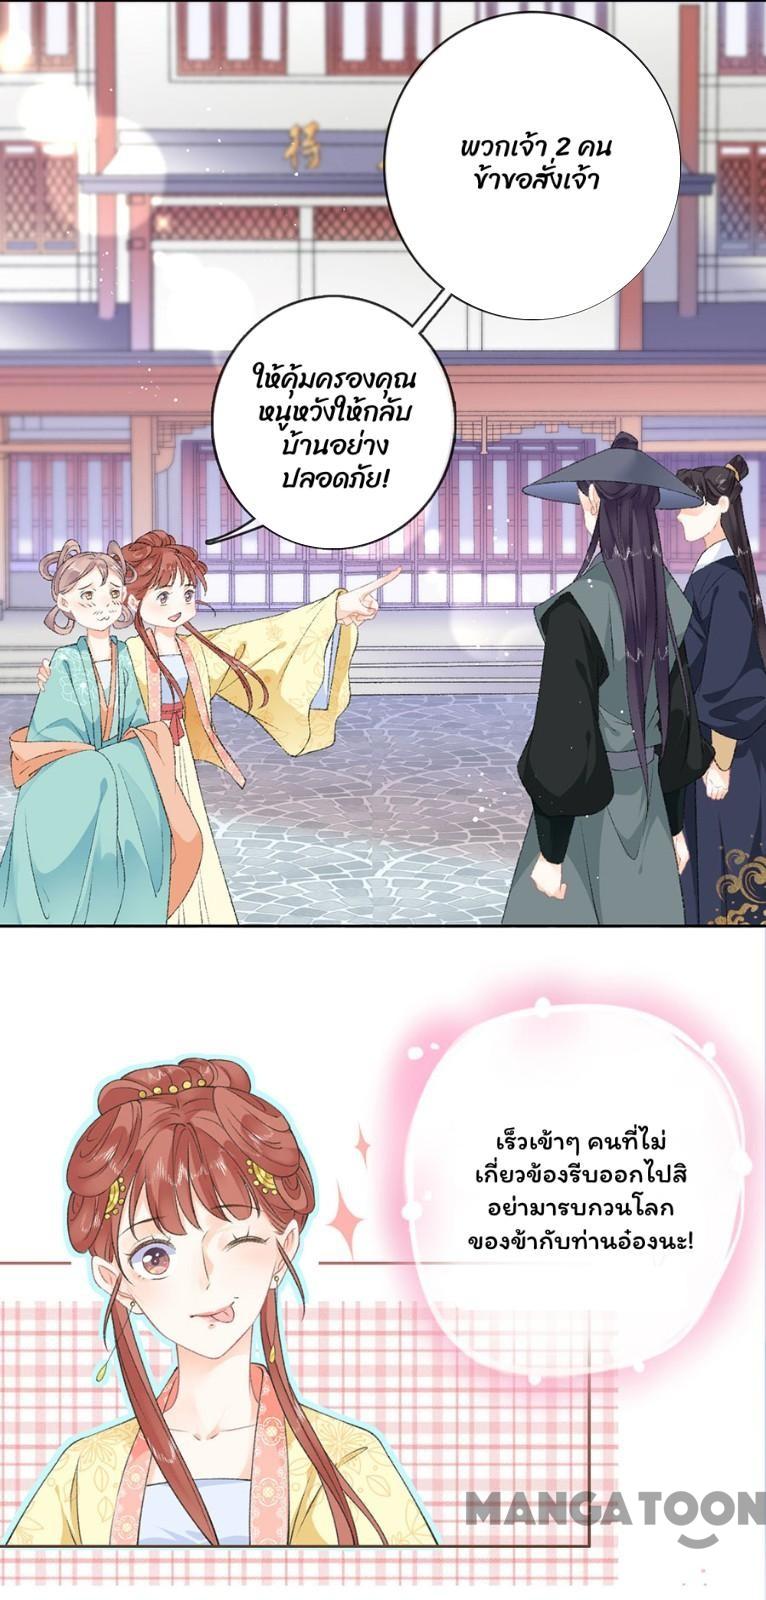 得
พวกเจ้า 2 คน
ข้าขอสั่งเจ้า
ให้คุ้มครองคุณ
หนูหวังให้กลับ
บ้านอย่าง
ปลอดภัย!
เร็วเข้าๆ คนที่ไม่
เกี่ยวข้องรีบออกไปสิ
อย่ามารบกวนโลก
ของข้ากับท่านอ๋องนะ!
MANGATOON